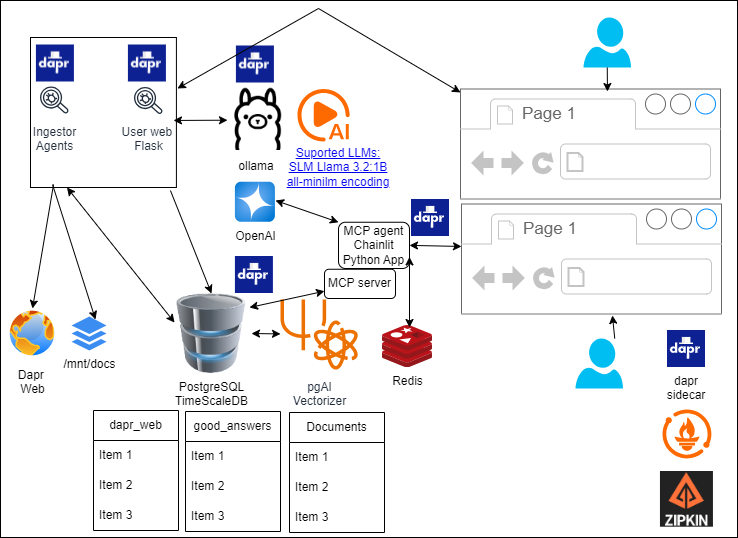 dapr
dapr
Ingestor
Agents
User web
Flask
dapr
ollama
AI
Suported LLMs:
SLM Llama 3.2:1B
all-minilm encoding
Page 1
OpenAI
dapr
MCP agent
Chainlit
Python App
Page 1
dapr
MCP server
Dapr
Web
/mnt/docs
PostgreSQL
TimeScaleDB
pgAI
Vectorizer
Redis
dapr
dapr
sidecar
dapr_web
Item 1
Item 2
Item 3
good_answers
Item 1
Item 2
Item 3
Documents
Item 1
Item 2
Item 3
ZIPKIN